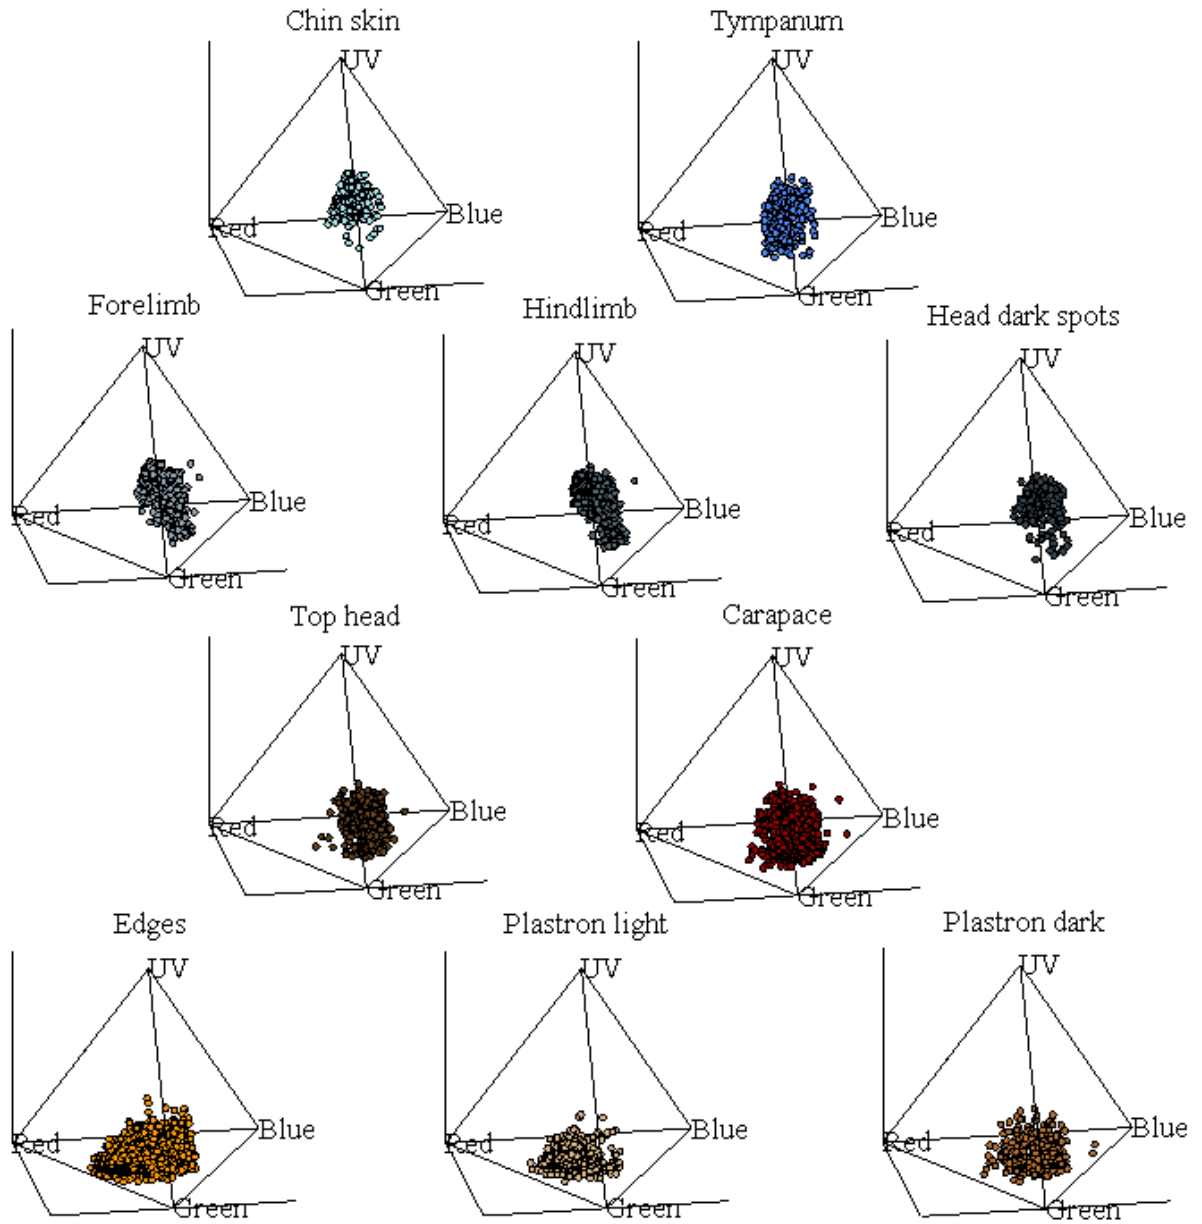 Chin skin
Tympanum
UV
UV
Red
Blue
Red
Blue
Green
Green
Forelimb
Hindlimb
Head dark spots
UV
UV
UV
Red
Blue
Red
Blue
Red
Blue
Green
Green
Green
Top head
Carapace
UV
UV
Red
Blue
Red
Blue
Green
Green
Edges
Plastron light
Plastron dark
UV
UV
UV
Red
Blue
Red
Blue
Red
Blue
Green
Green
Green